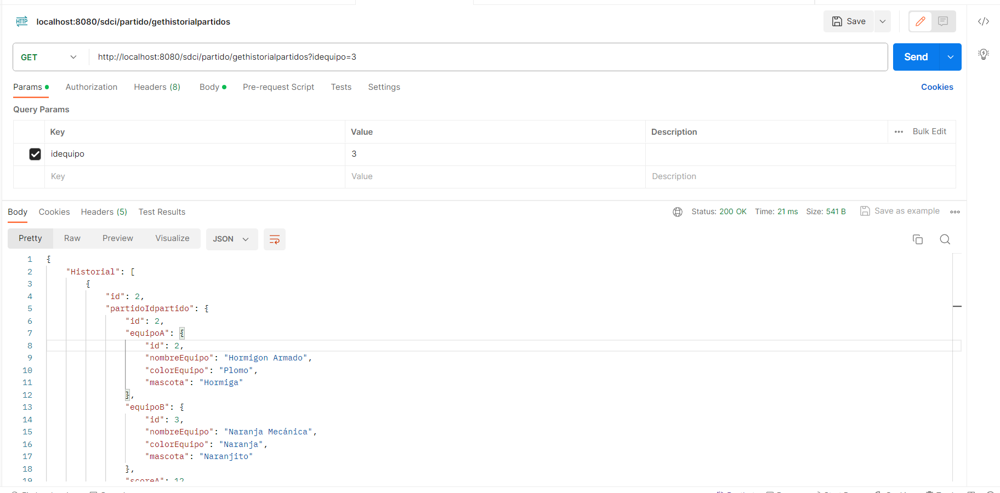 HTTP localhost:8080/sdci/partido/gethistorialpartidos Save
GET http://localhost:8080/sdci/partido/gethistorialpartidos?idequipo=3 Send
Params Authorization Headers (8) Body Pre-request Script Tests Settings Cookies
Query Params
Key Value Description Bulk Edit
idequipo 3
Key Value Description
Body Cookies Headers (5) Test Results Status: 200 OK Time: 21 ms Size: 541 B Save as example
Pretty Raw Preview Visualize JSON
1 {
2 "Historial": [
3 {
4 "id": 2,
5 "partidoIdpartido": {
6 "id": 2,
7 "equipoA": {
8 "id": 2,
9 "nombreEquipo": "Hormigon Armado",
10 "colorEquipo": "Plomo",
11 "mascota": "Hormiga"
12 },
13 "equipoB": {
14 "id": 3,
15 "nombreEquipo": "Naranja Mecánica",
16 "colorEquipo": "Naranja",
17 "mascota": "Naranjito"
18 },
19 "scoreA": 12